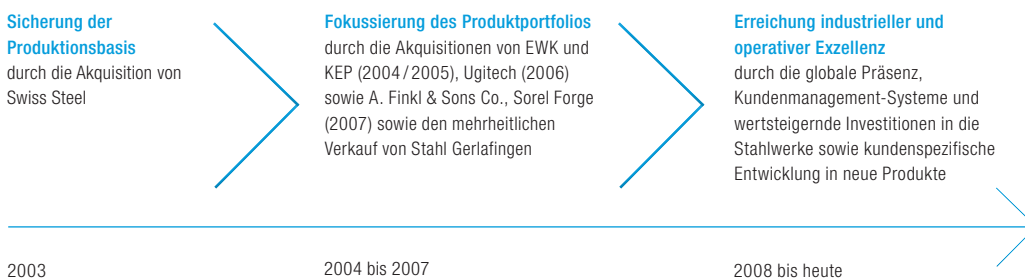 Sicherung der
Produktionsbasis
durch die Akquisition von
Swiss Steel
Fokussierung des Produktportfolios
durch die Akquisitionen von EWK und
KEP (2004 / 2005), Ugitech (2006)
sowie A. Finkl & Sons Co., Sorel Forge
(2007) sowie den mehrheitlichen
Verkauf von Stahl Gerlafingen
Erreichung industrieller und
operativer Exzellenz
durch die globale Präsenz,
Kundenmanagement-Systeme und
wertsteigernde Investitionen in die
Stahlwerke sowie kundenspezifische
Entwicklung in neue Produkte
2003
2004 bis 2007
2008 bis heute